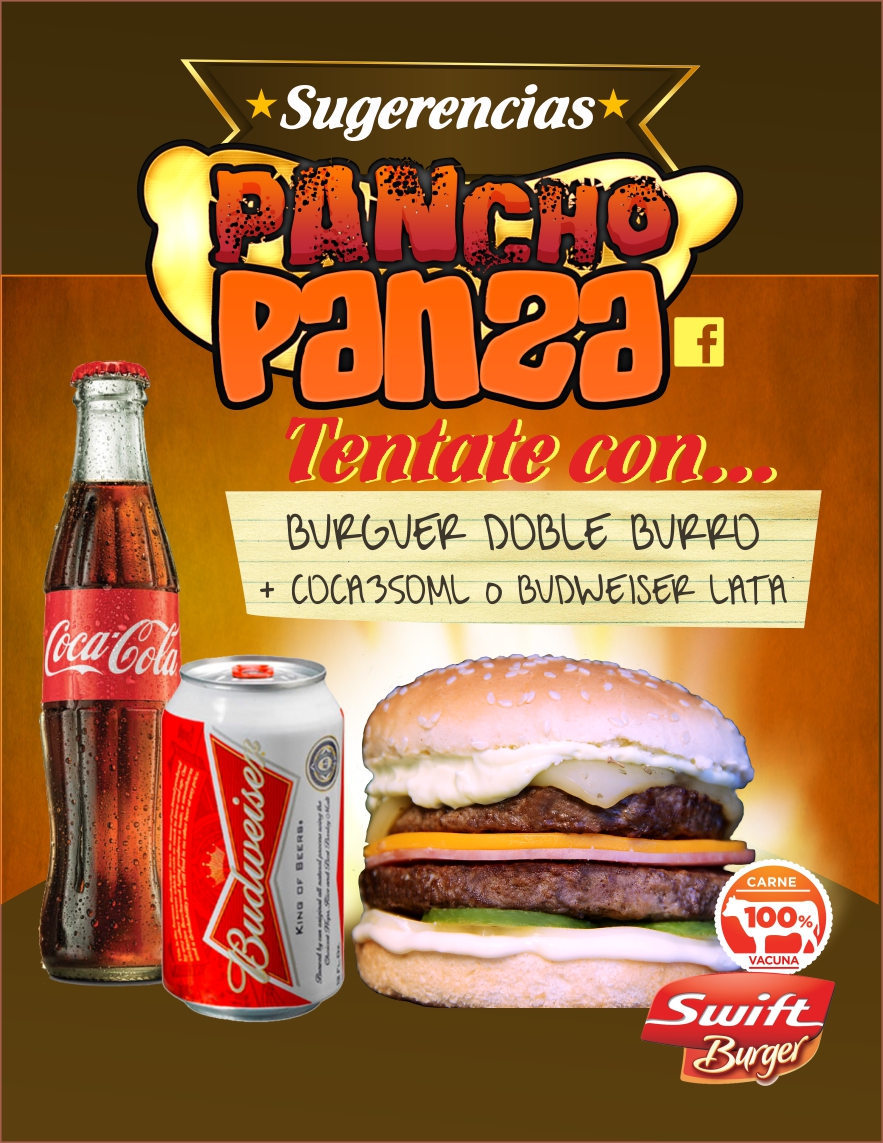 Sugerencias
PANCHO
Panza
f
Tentate con...
BURGUER DOBLE BURRO
+ COCA350ML o BUDWEISER LATA
Coca-Cola
Budweiser
KING OF BEERS®
CARNE
100%
VACUNA
Swift
Burger